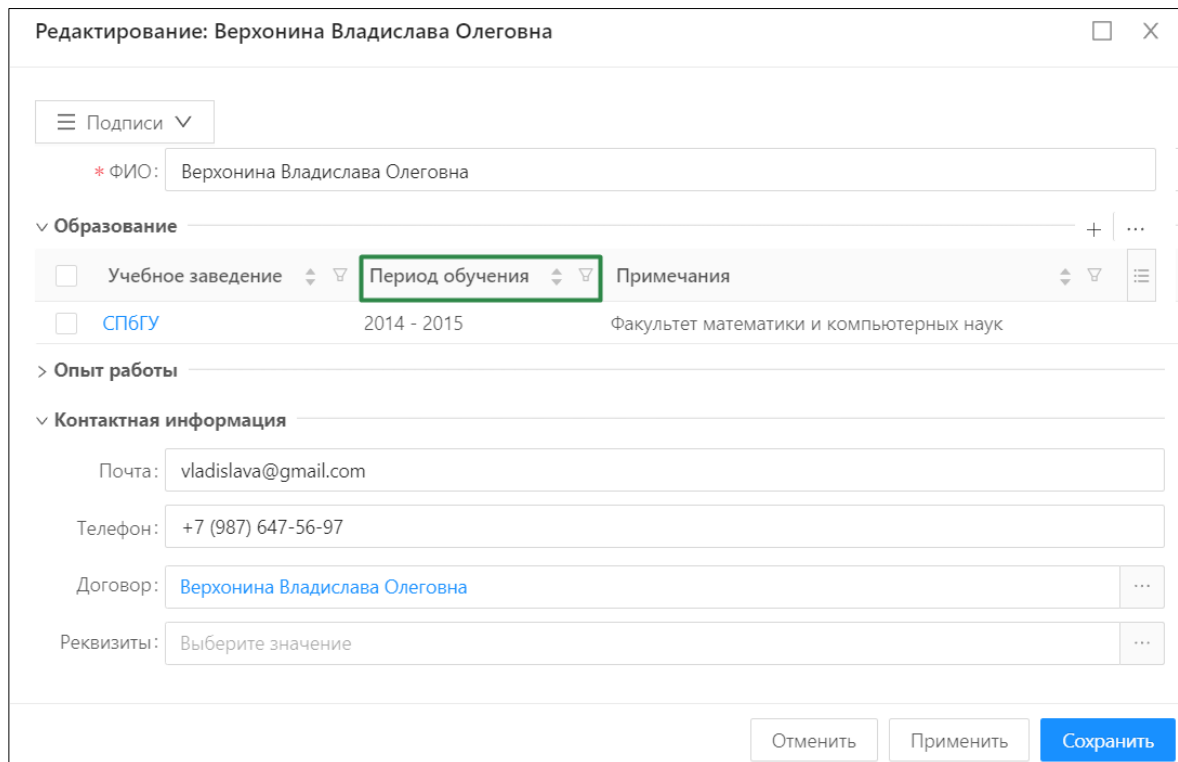 Редактирование: Верхонина Владислава Олеговна
Подписи
* ФИО: Верхонина Владислава Олеговна
Образование
Учебное заведение Период обучения Примечания
СПбГУ 2014 - 2015 Факультет математики и компьютерных наук
Опыт работы
Контактная информация
Почта: vladislava@gmail.com
Телефон: +7 (987) 647-56-97
Договор: Верхонина Владислава Олеговна ...
Реквизиты: Выберите значение ...
Отменить Применить Сохранить